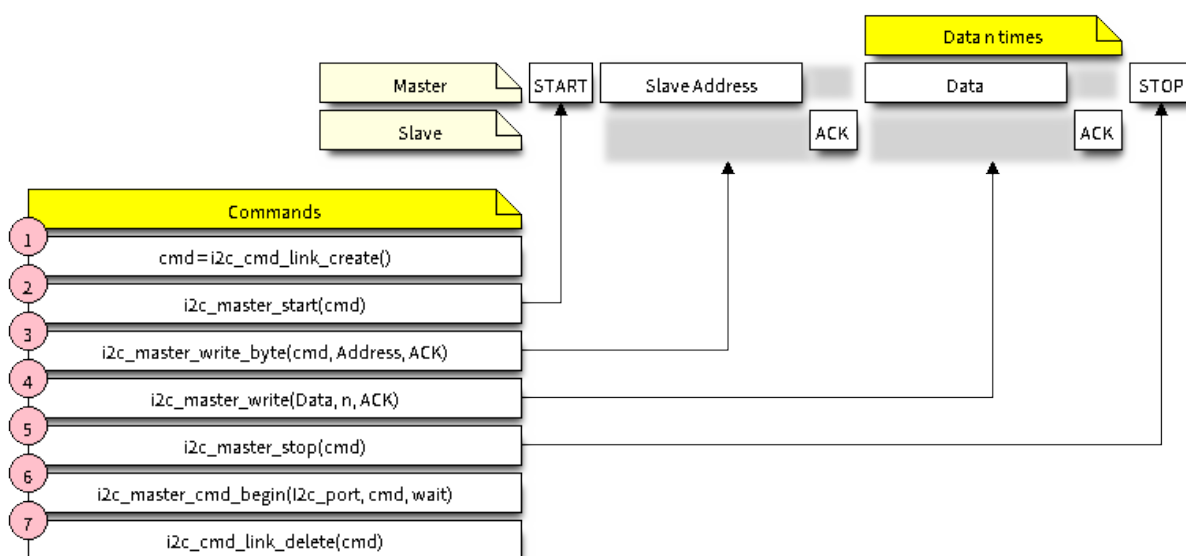 Data n times
Master START Slave Address Data STOP
Slave ACK ACK
Commands
1
cmd=i2c_cmd_link_create()
2
i2c_master_start(cmd)
3
i2c_master_write_byte(cmd, Address, ACK)
4
i2c_master_write(Data, n, ACK)
5
i2c_master_stop(cmd)
6
i2c_master_cmd_begin(I2c_port, cmd, wait)
7
i2c_cmd_link_delete(cmd)